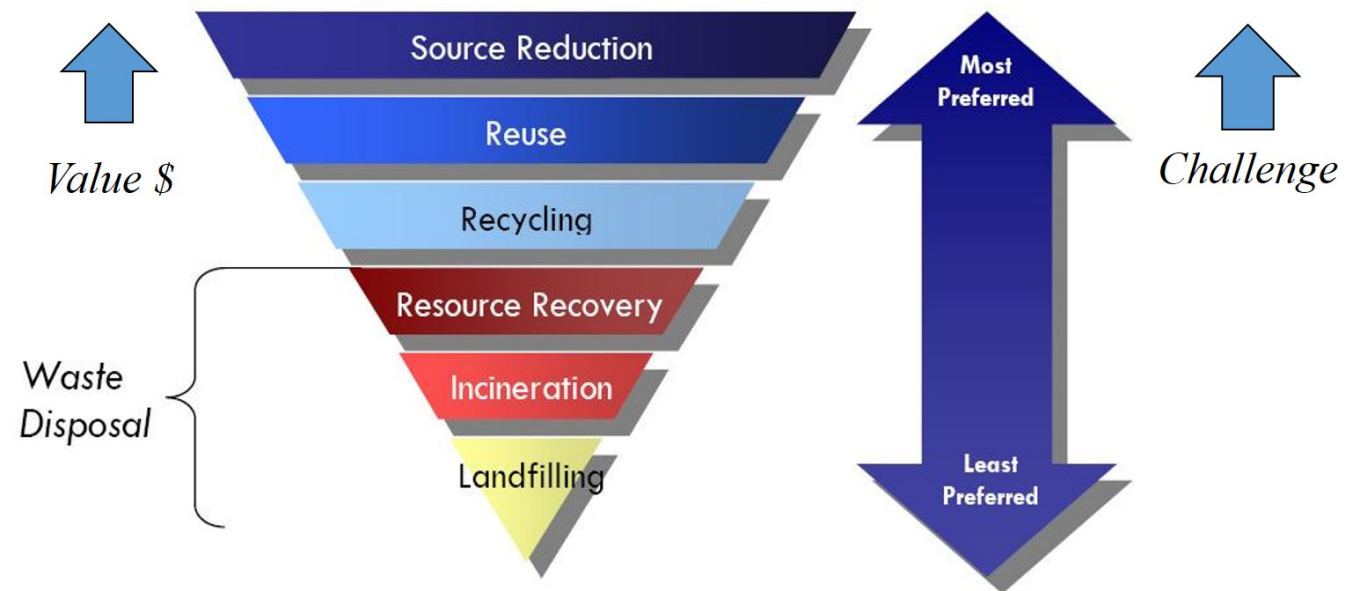 Source Reduction
Reuse
Recycling
Resource Recovery
Incineration
Landfilling
Value $
Waste
Disposal
Most
Preferred
Least
Preferred
Challenge